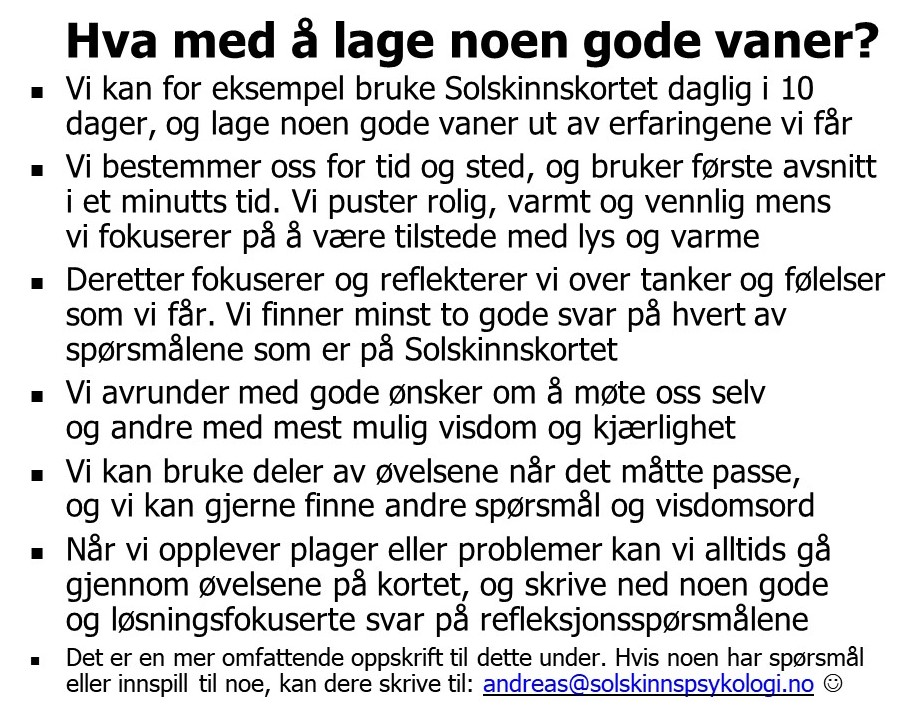 Hva med å lage noen gode vaner?
▪ Vi kan for eksempel bruke Solskinnskortet daglig i 10
dager, og lage noen gode vaner ut av erfaringene vi får
▪ Vi bestemmer oss for tid og sted, og bruker første avsnitt
i et minutts tid. Vi puster rolig, varmt og vennlig mens
vi fokuserer på å være tilstede med lys og varme
▪ Deretter fokuserer og reflekterer vi over tanker og følelser
som vi får. Vi finner minst to gode svar på hvert av
spørsmålene som er på Solskinnskortet
▪ Vi avrunder med gode ønsker om å møte oss selv
og andre med mest mulig visdom og kjærlighet
▪ Vi kan bruke deler av øvelsene når det måtte passe,
og vi kan gjerne finne andre spørsmål og visdomsord
▪ Når vi opplever plager eller problemer kan vi alltids gå
gjennom øvelsene på kortet, og skrive ned noen gode
og løsningsfokuserte svar på refleksjonsspørsmålene
▪ Det er en mer omfattende oppskrift til dette under. Hvis noen har spørsmål
eller innspill til noe, kan dere skrive til: andreas@solskinnspsykologi.no ☺